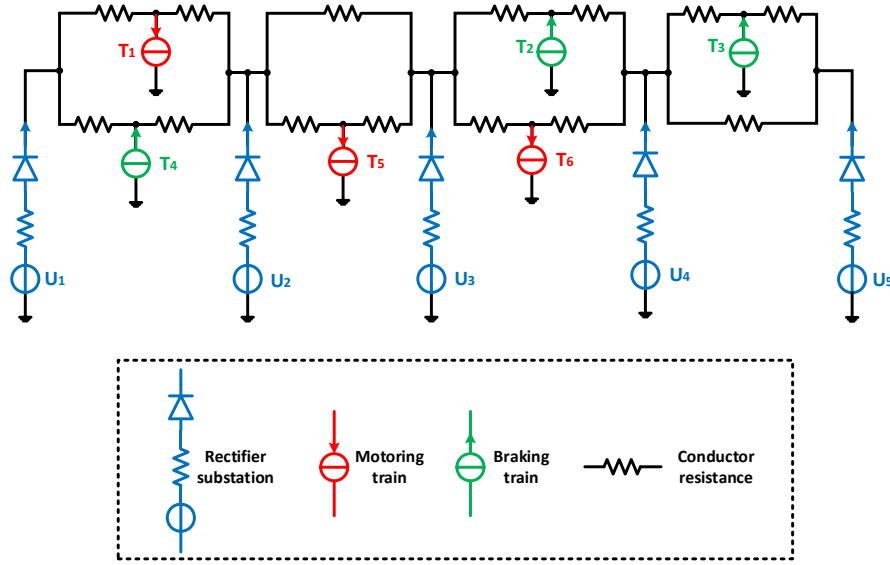 T1
T2
T3
T4
T5
T6
U1
U2
U3
U4
U5
Rectifier
substation
Motoring
train
Braking
train
Conductor
resistance